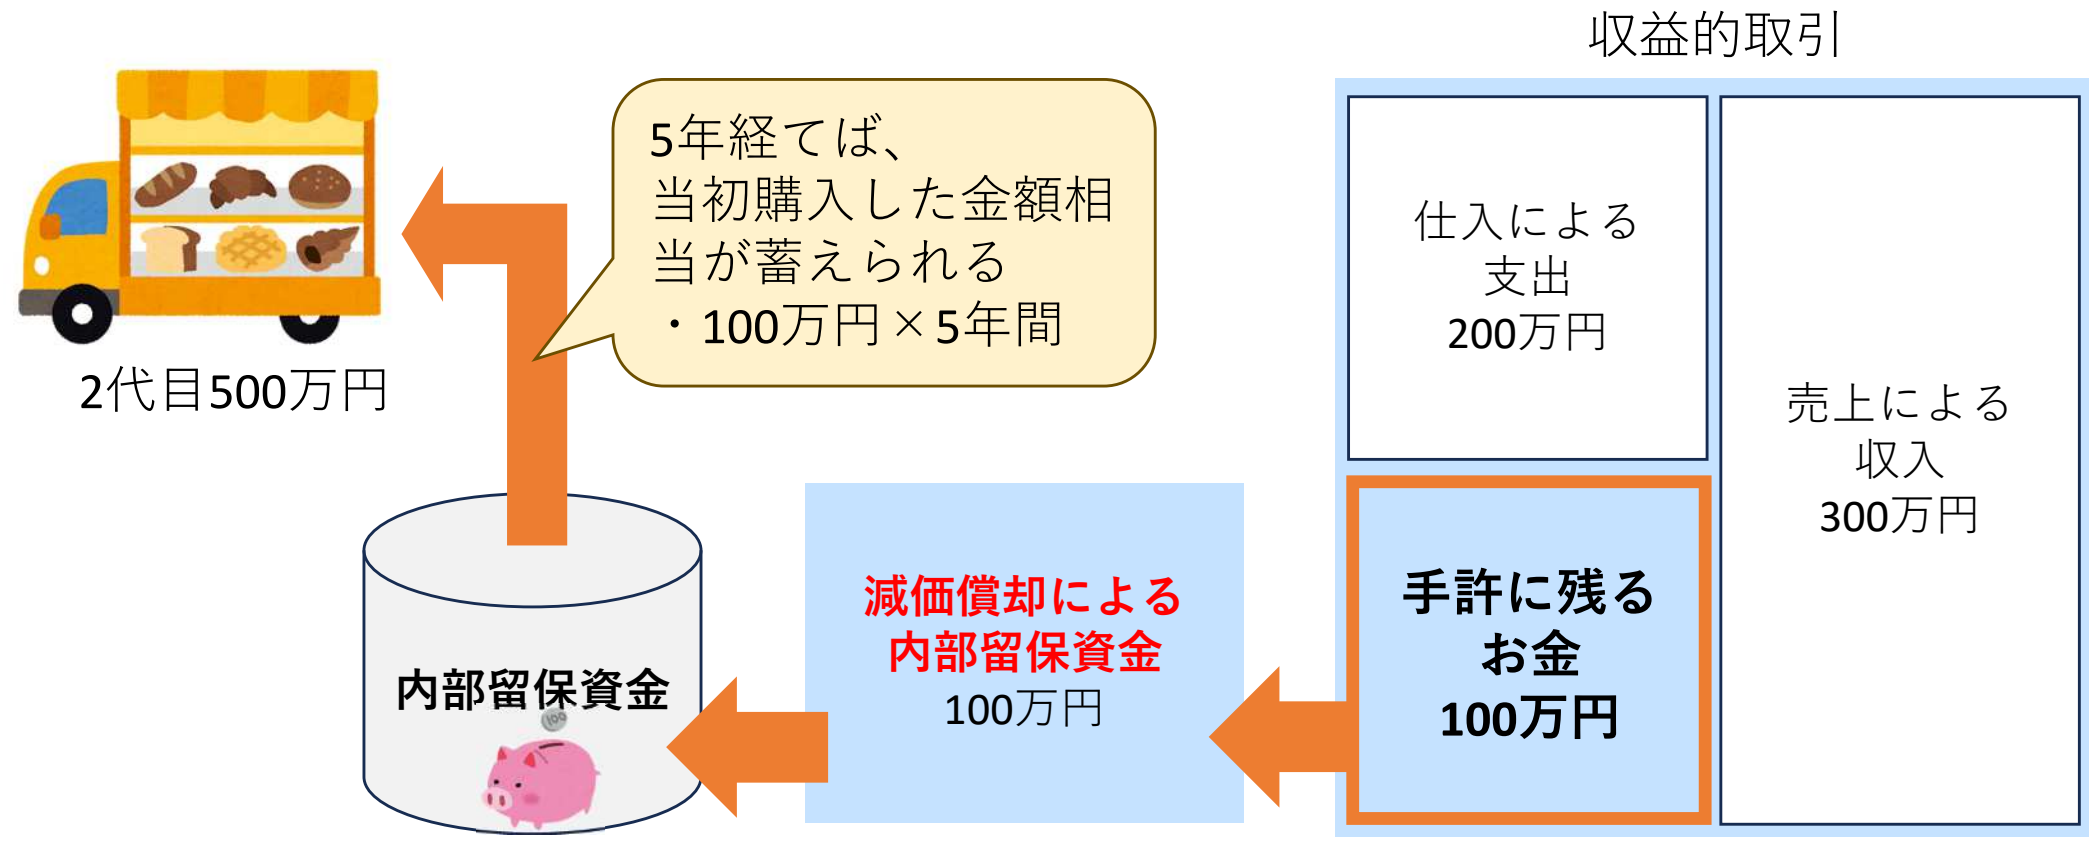 収益的取引
5年経てば、
当初購入した金額相
当が蓄えられる
・100万円×5年間
仕入による
支出
200万円
売上による
収入
300万円
2代目500万円
減価償却による
内部留保資金
100万円
手許に残る
お金
100万円
内部留保資金
100